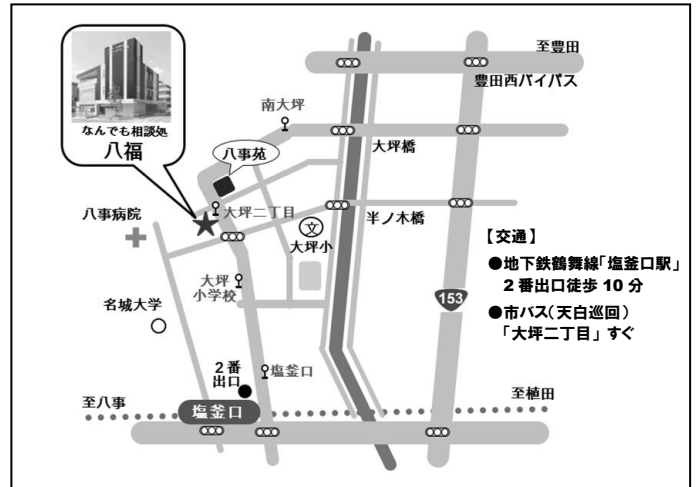 至豊田
豊田西バイパス
なんでも相談処
八福
南大坪
八事苑
大坪橋
八事病院
大坪二丁目
文
大坪小
半ノ木橋
【交通】
●地下鉄鶴舞線「塩釜口駅」
2番出口徒歩 10 分
●市バス(天白巡回)
「大坪二丁目」すぐ
大坪
小学校
名城大学
153
2番
出口
塩釜口
至八事
塩釜口
至植田